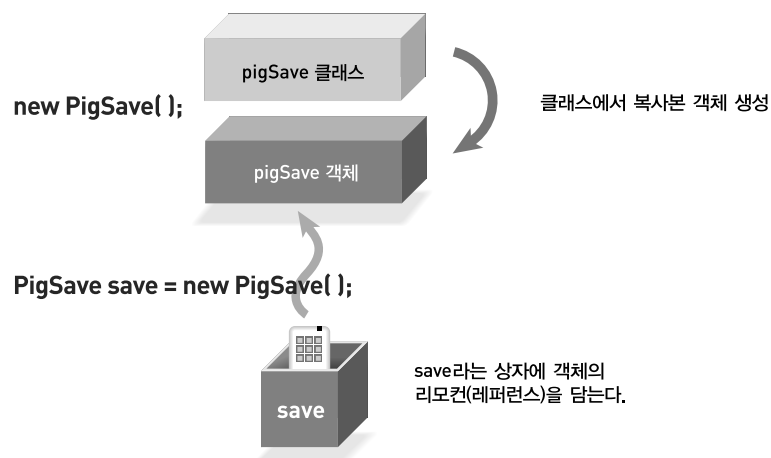 pigSave 클래스
new PigSave( );
클래스에서 복사본 객체 생성
pigSave 객체
PigSave save = new PigSave( );
save라는 상자에 객체의
리모컨(레퍼런스)을 담는다.
save